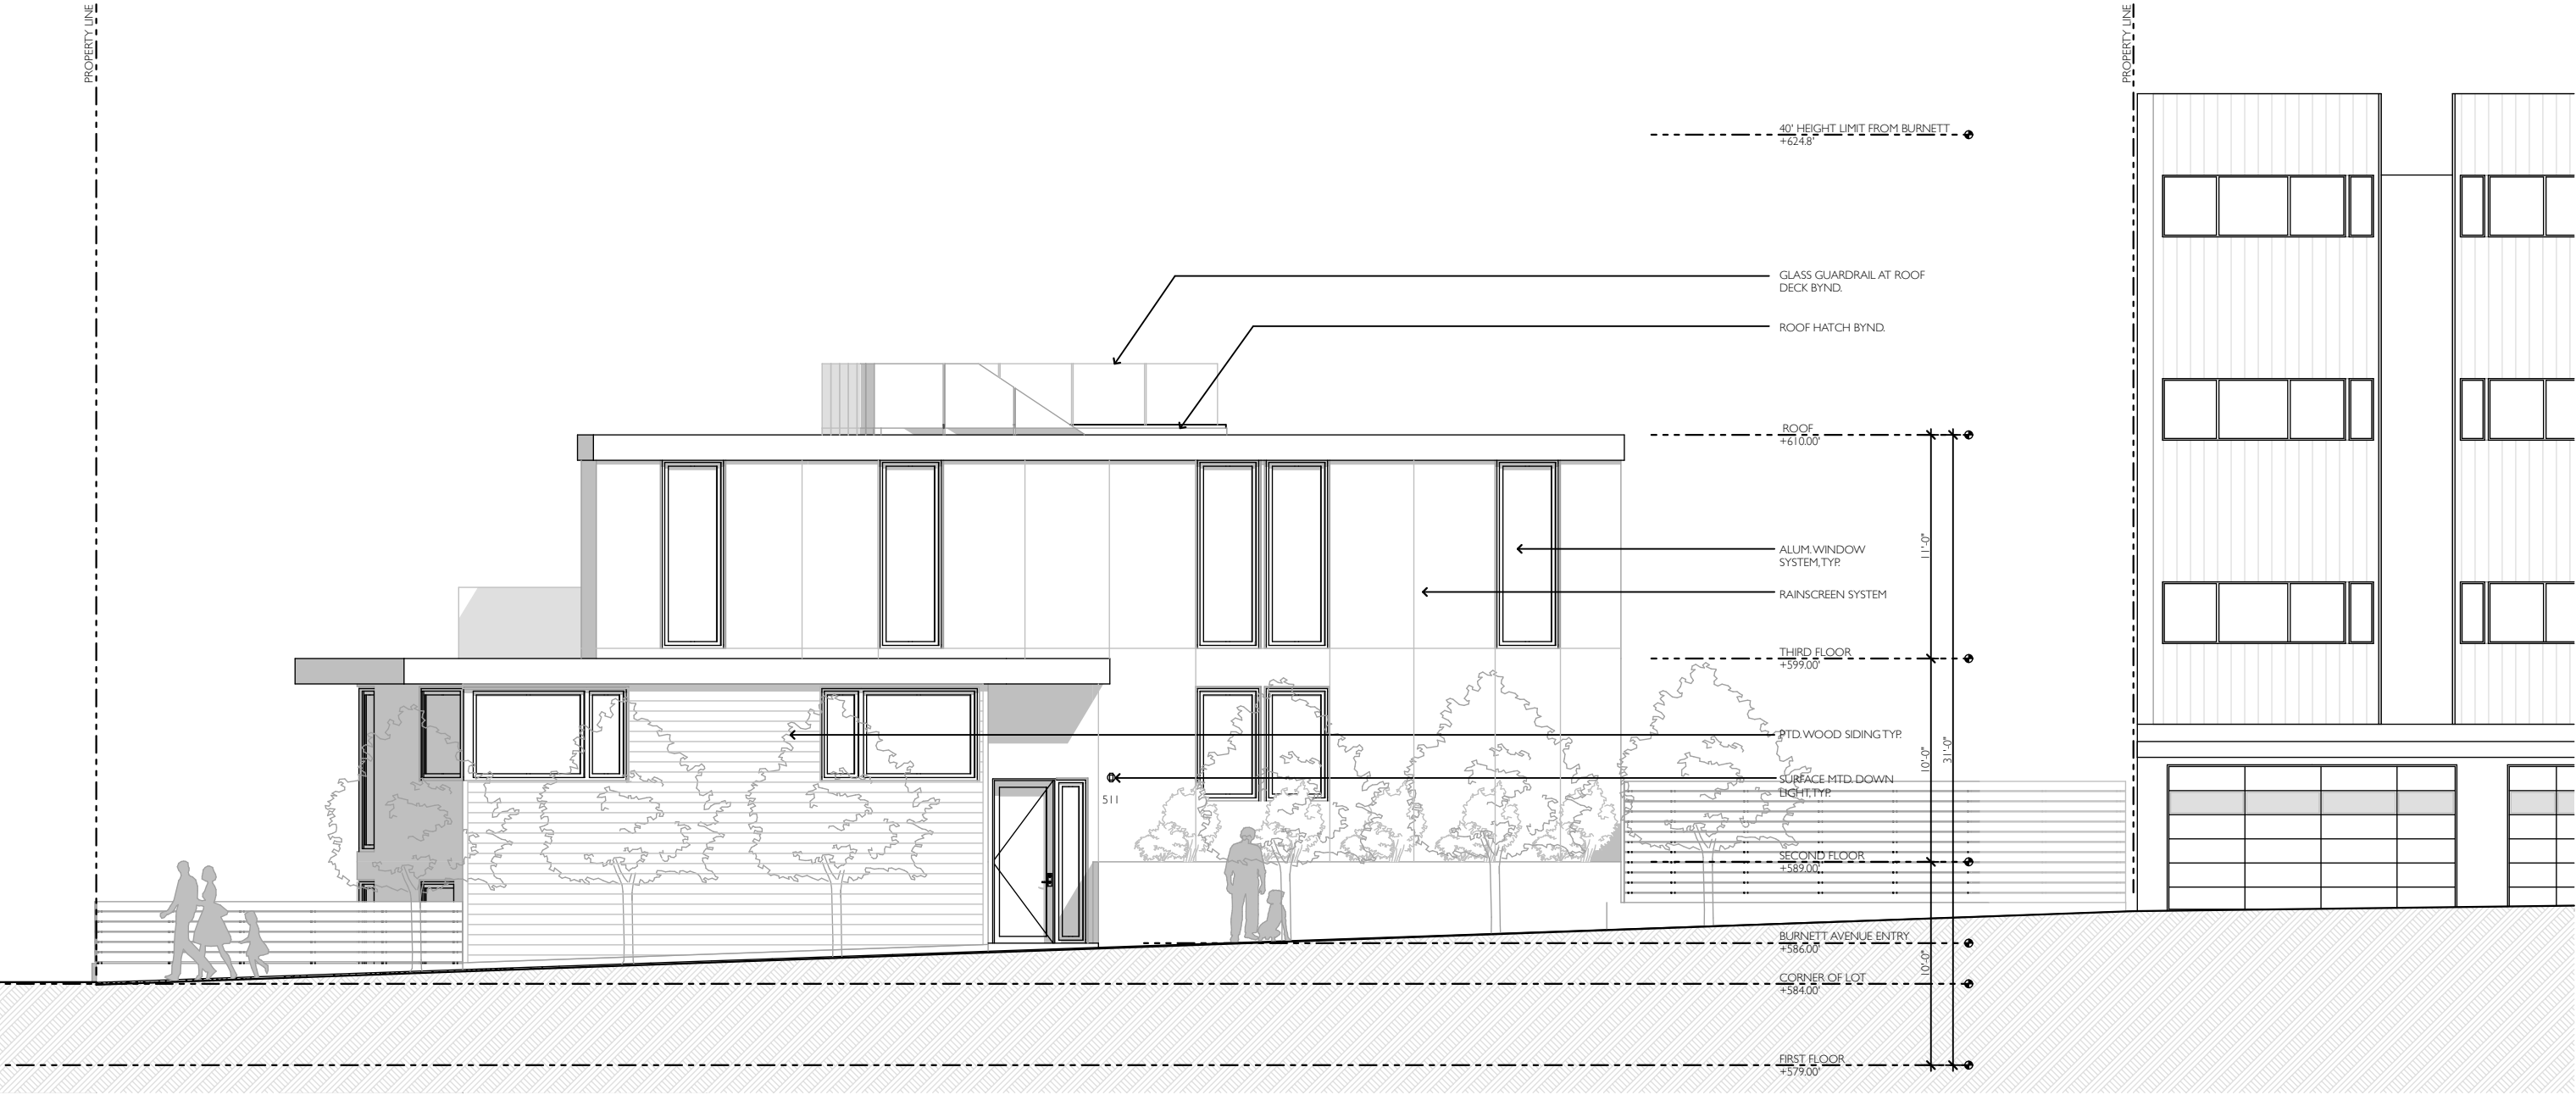 PROPERTY LINE
PROPERTY LINE
40' HEIGHT LIMIT FROM BURNETT
+624.8'
GLASS GUARDRAIL AT ROOF
DECK BYND.
ROOF HATCH BYND.
ROOF
+610.00'
11'-0"
ALUM. WINDOW
SYSTEM, TYP.
RAINSCREEN SYSTEM
THIRD FLOOR
+599.00'
PTD. WOOD SIDING TYP.
10'-0"
31'-0"
SURFACE MTD. DOWN
LIGHT, TYP.
511
SECOND FLOOR
+589.00'
BURNETT AVENUE ENTRY
+586.00'
10'-0"
CORNER OF LOT
+584.00'
FIRST FLOOR
+579.00'